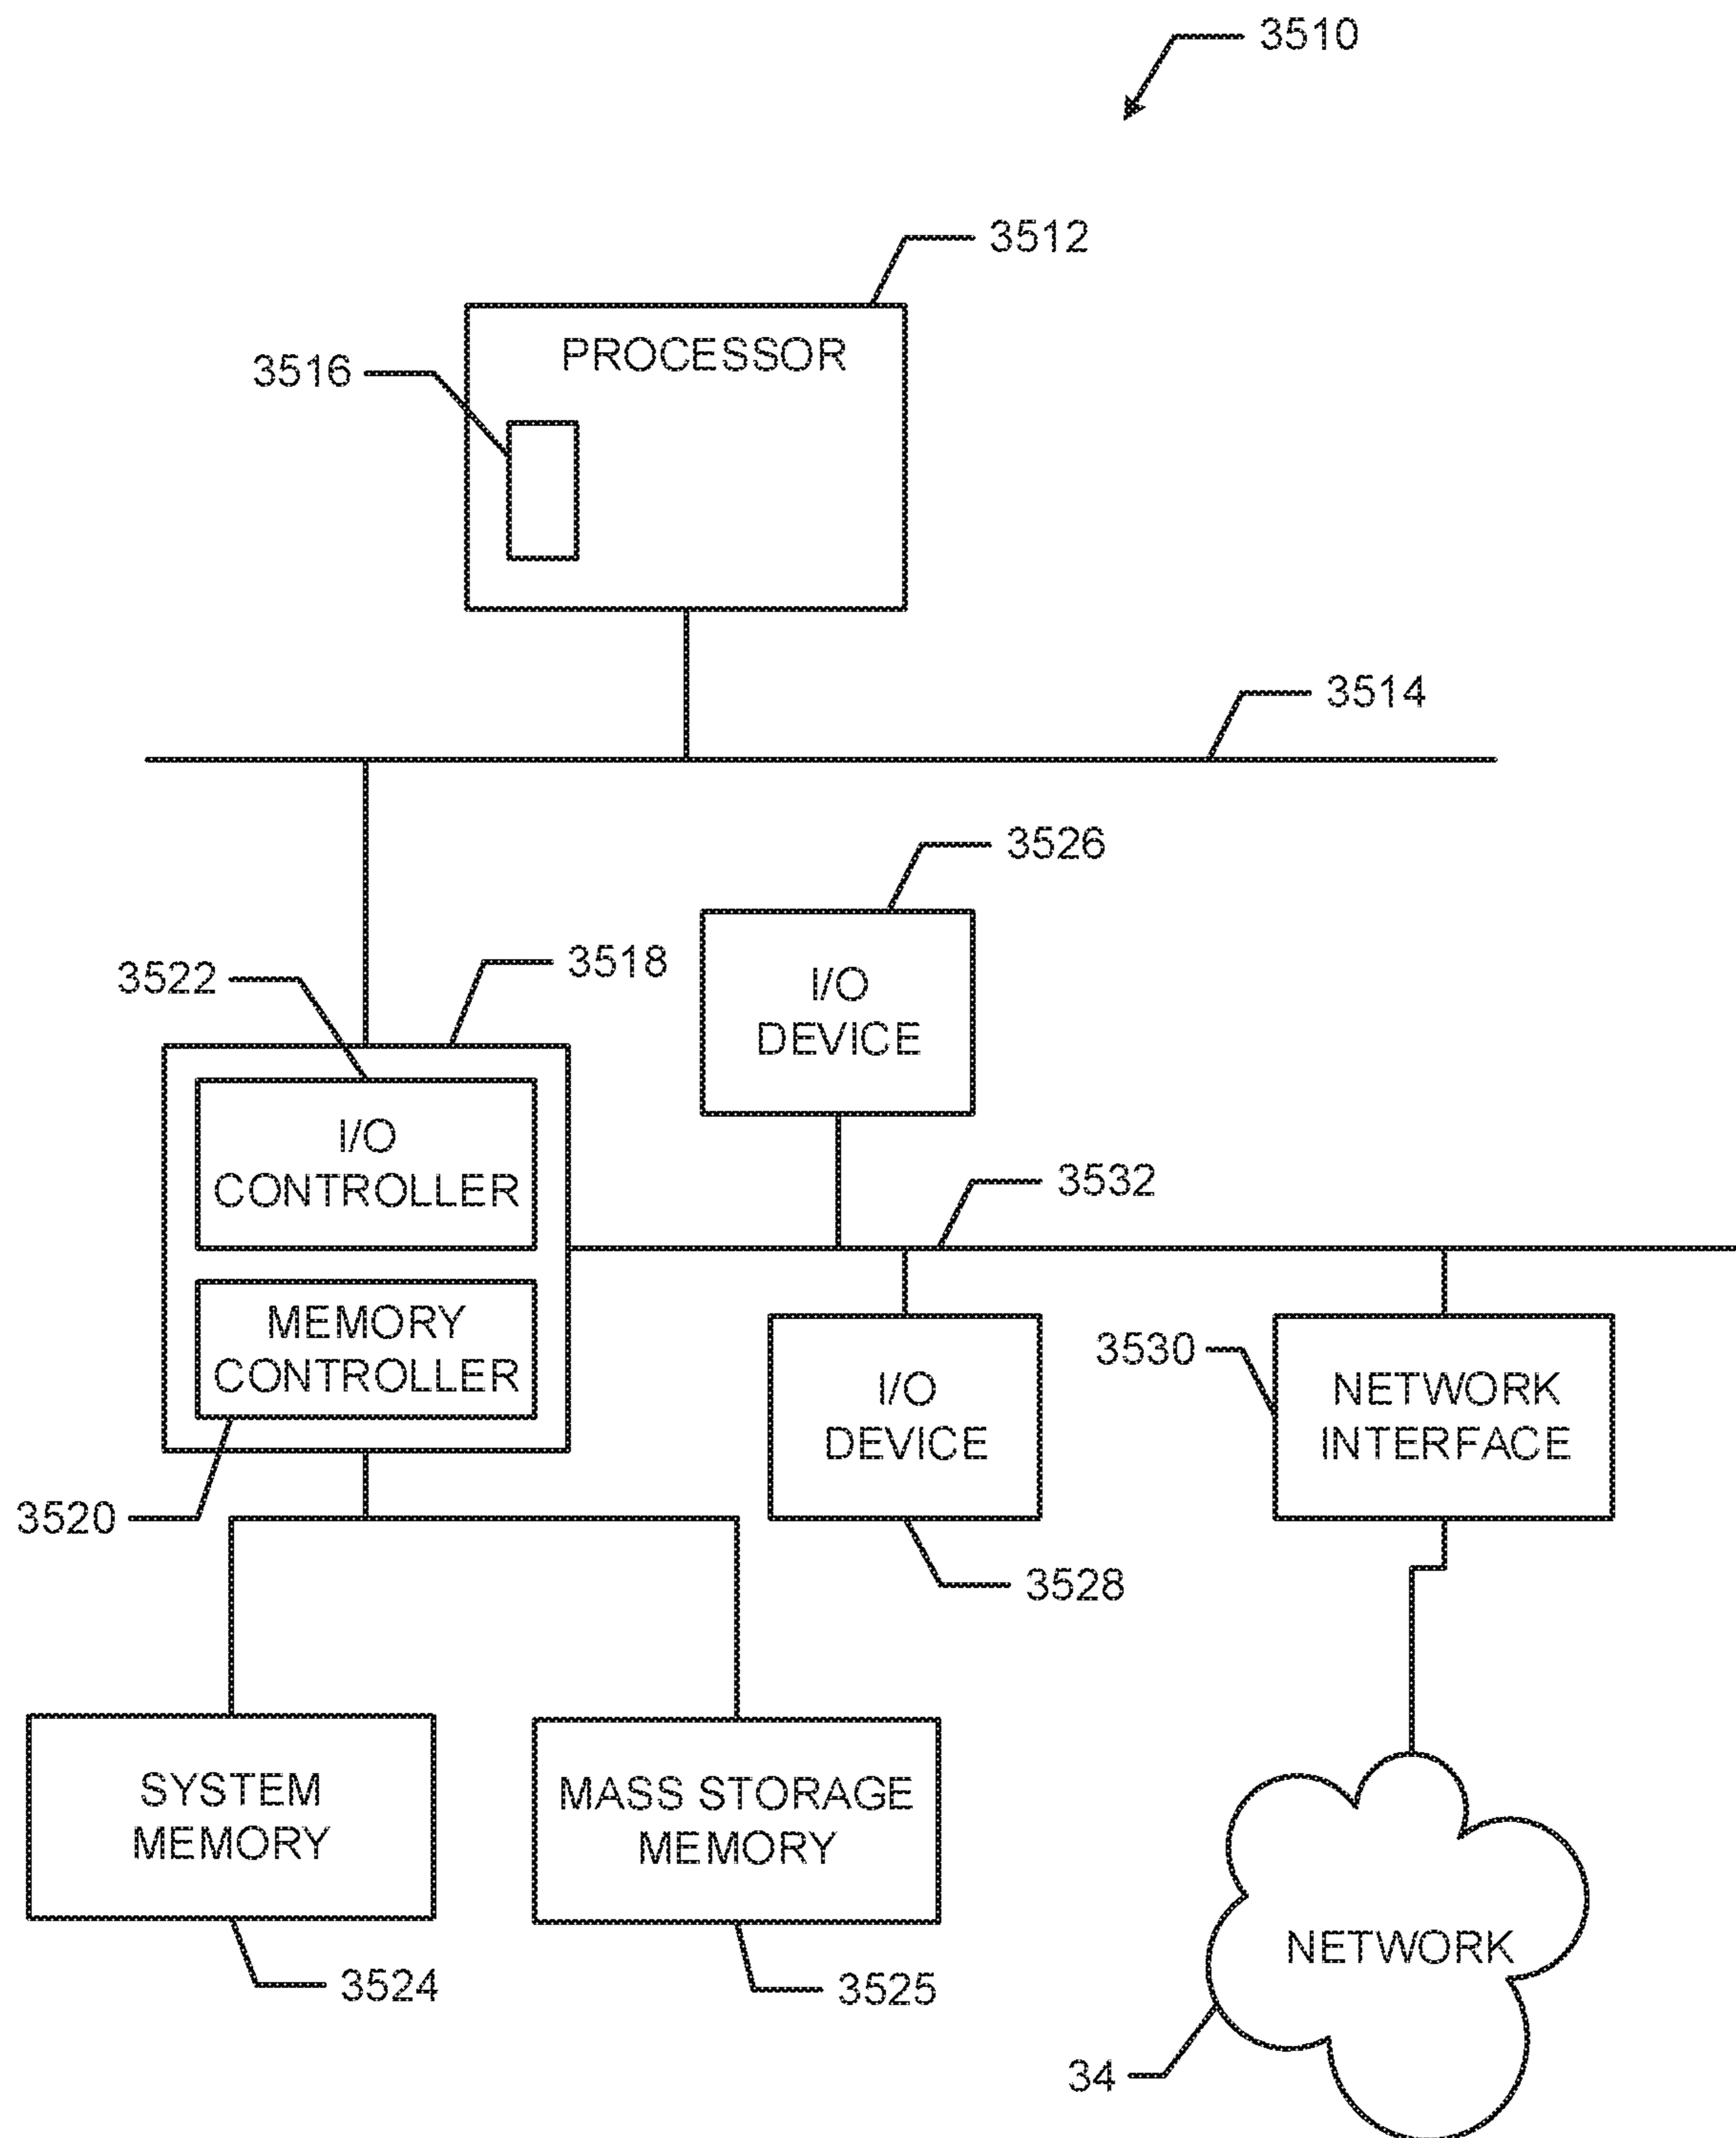 3510
3512
PROCESSOR
3516
3514
3526
3518
3522
I/O
DEVICE
I/O
CONTROLLER
3532
MEMORY
CONTROLLER
3530
I/O
DEVICE
NETWORK
INTERFACE
3520
3528
SYSTEM
MEMORY
MASS STORAGE
MEMORY
NETWORK
3524
3525
34